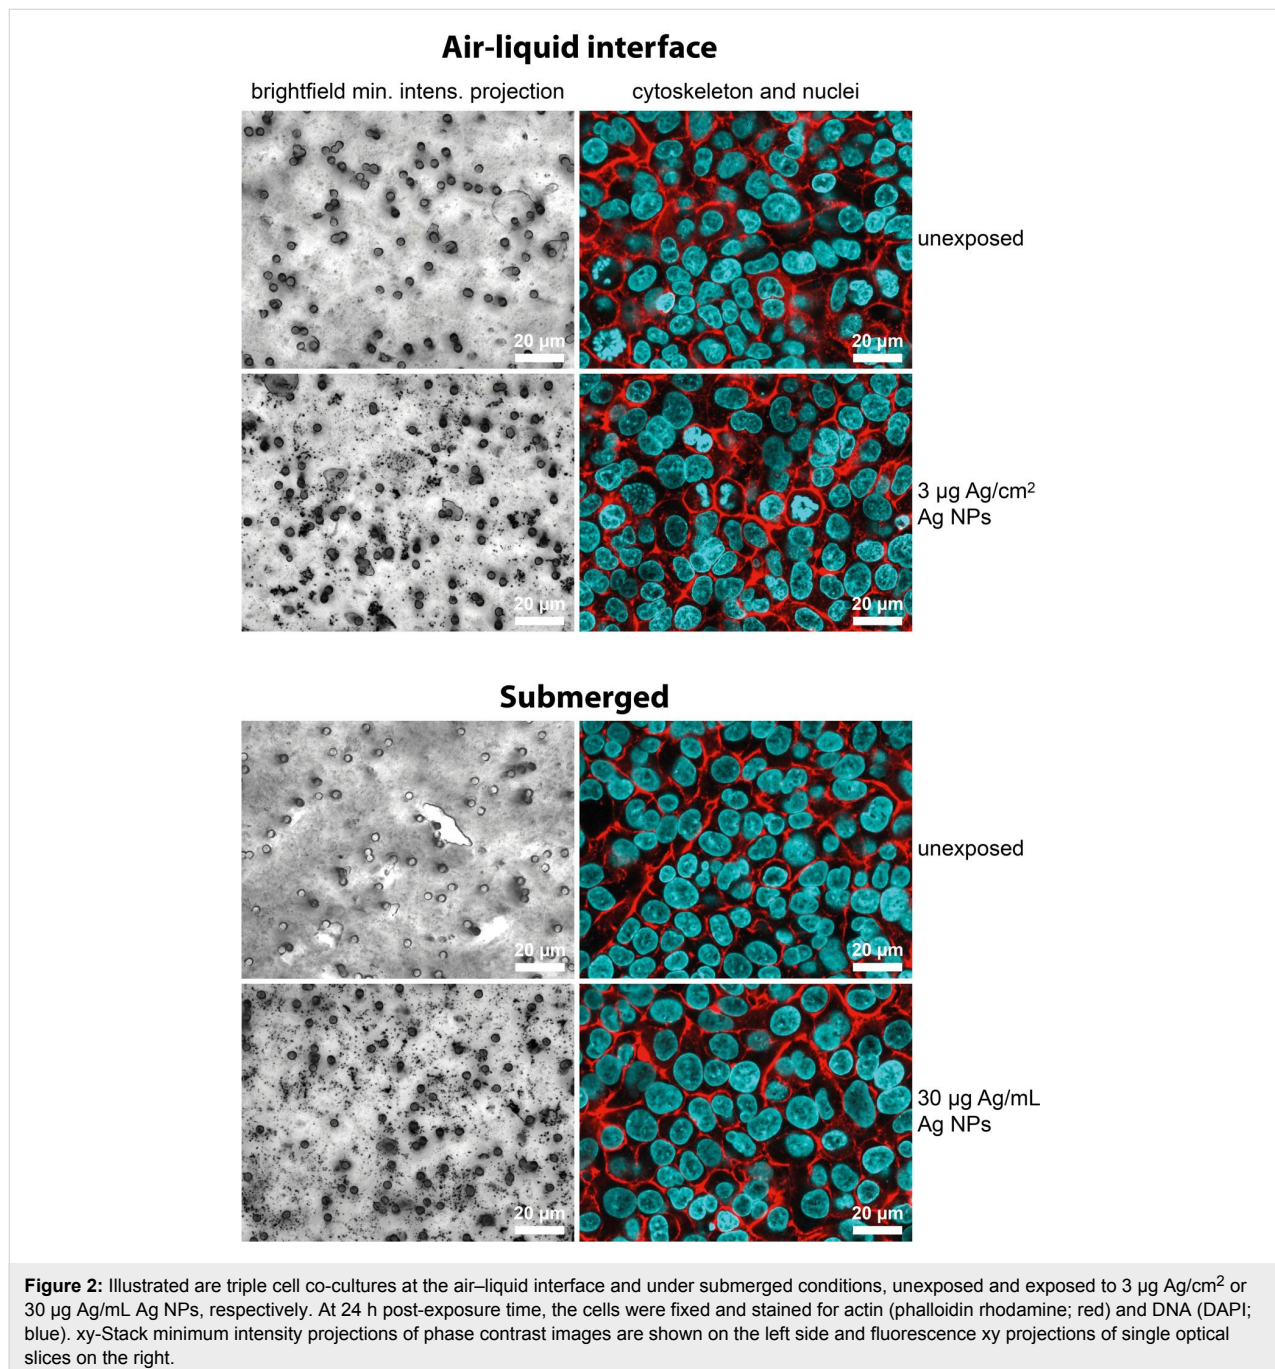 Air-liquid interface
brightfield min. intens. projection
cytoskeleton and nuclei
20 µm
20 µm
unexposed
20 µm
20 µm
3 µg Ag/cm²
Ag NPs
Submerged
20 µm
20 µm
unexposed
20 µm
20 µm
30 µg Ag/mL
Ag NPs
Figure 2: Illustrated are triple cell co-cultures at the air–liquid interface and under submerged conditions, unexposed and exposed to 3 µg Ag/cm² or
30 µg Ag/mL Ag NPs, respectively. At 24 h post-exposure time, the cells were fixed and stained for actin (phalloidin rhodamine; red) and DNA (DAPI;
blue). xy-Stack minimum intensity projections of phase contrast images are shown on the left side and fluorescence xy projections of single optical
slices on the right.